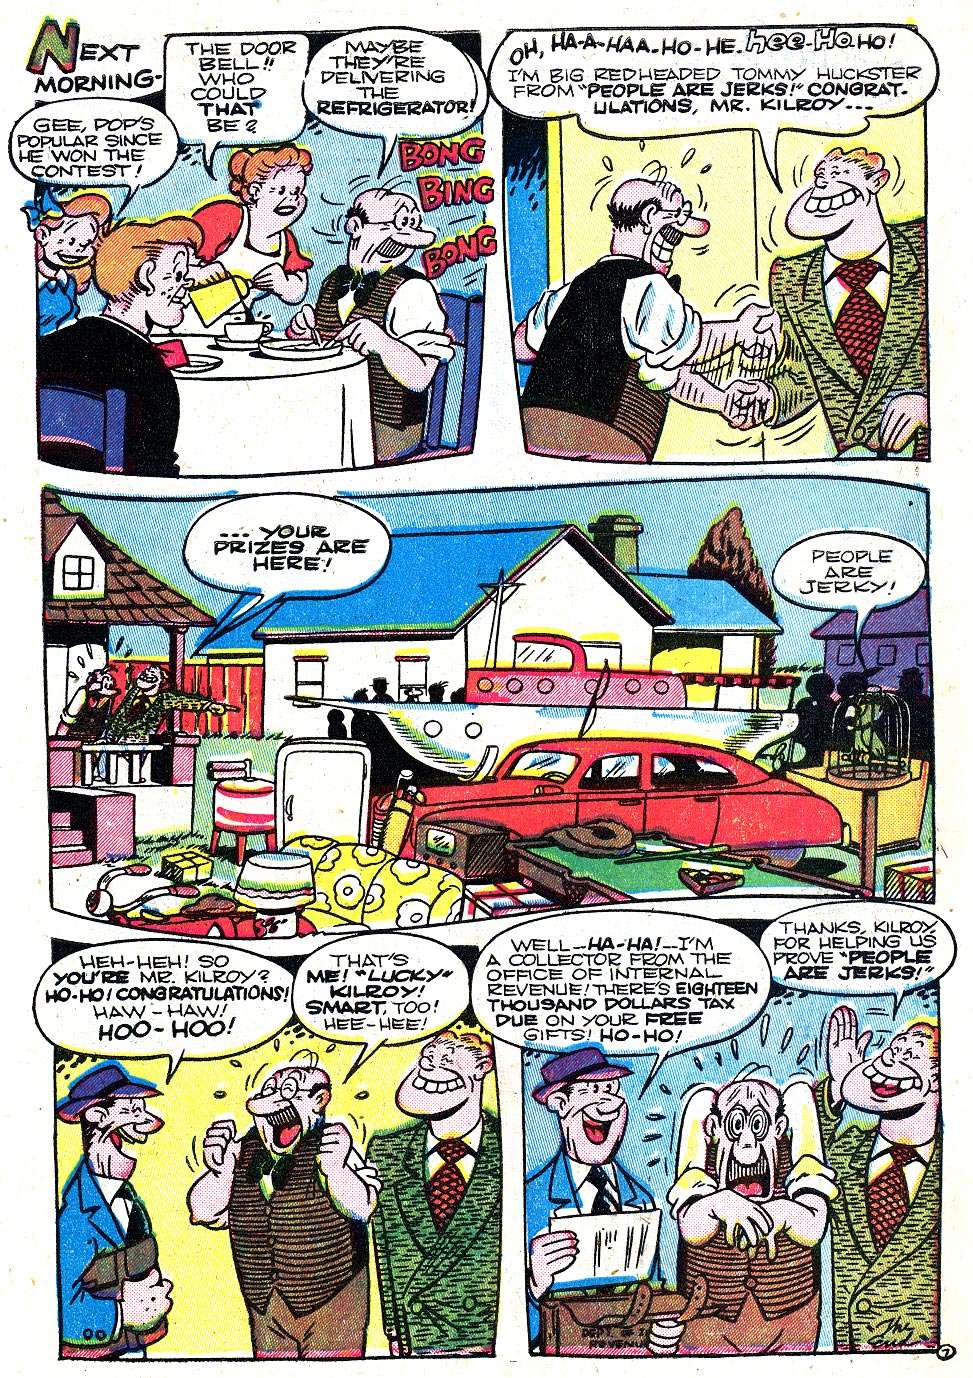 NEXT
MORNING-
GEE, POP'S
POPULAR SINCE
HE WON THE
CONTEST!
THE DOOR
BELL!!
WHO
COULD
THAT
BE?
MAYBE
THEY'RE
DELIVERING
THE
REFRIGERATOR!
BONG
BING
BONG
OH, HA-A-HAA-HO-HE-hee-HaHO!
I'M BIG REDHEADED TOMMY HUCKSTER
FROM "PEOPLE ARE JERKS!" CONGRAT-
ULATIONS, MR. KILROY---
... YOUR
PRIZES ARE
HERE!
PEOPLE
ARE
JERKY!
HEH-HEH! SO
YOU'RE MR. KILROY?
HO-HO! CONGRATULATIONS!
HAW-HAW!
HOO-HOO!
THAT'S
ME! "LUCKY"
KILROY!
SMART, TOO!
HEE-HEE!
WELL--HA-HA!--I'M
A COLLECTOR FROM THE
OFFICE OF INTERNAL
REVENUE! THERE'S EIGHTEEN
THOUSAND DOLLARS TAX
DUE ON YOUR FREE
GIFTS! HO-HO!
THANKS, KILROY,
FOR HELPING US
PROVE "PEOPLE
ARE JERKS!"
DEPT. OF
7